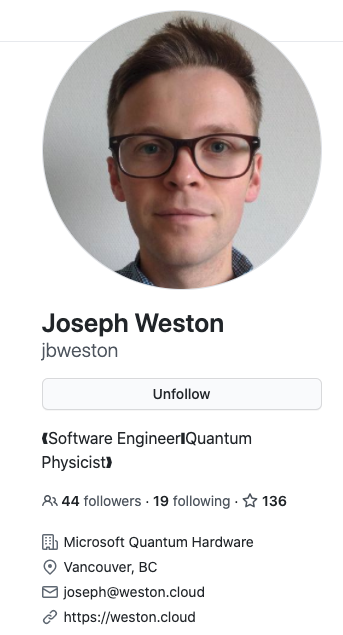 Joseph Weston
jbweston
Unfollow
⦗Software Engineer|Quantum
Physicist⦘
44 followers · 19 following · 136
Microsoft Quantum Hardware
Vancouver, BC
joseph@weston.cloud
https://weston.cloud